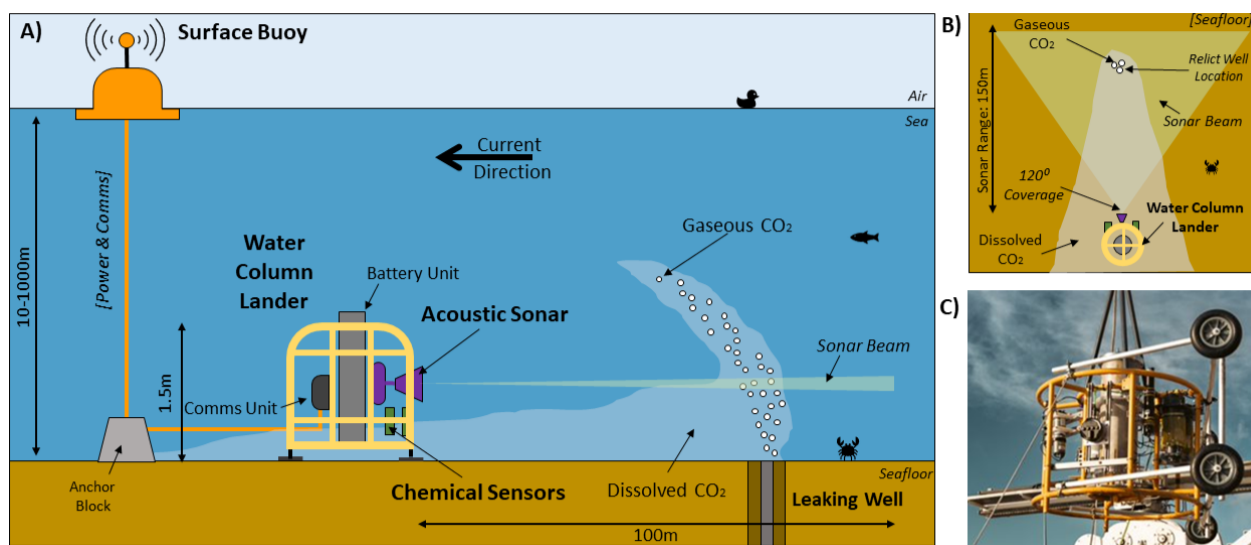 A)
Surface Buoy
Air
Sea
Current
Direction
10-1000m
[Power & Comms]
Water
Column
Lander
Battery Unit
Acoustic Sonar
Gaseous CO₂
Sonar Beam
1.5m
Comms Unit
Anchor
Block
Chemical Sensors
Dissolved CO₂
Seafloor
Leaking Well
100m
B)
[Seafloor]
Gaseous
CO₂
Relict Well
Location
Sonar Range: 150m
Sonar Beam
120⁰
Coverage
Water Column
Lander
Dissolved
CO₂
C)